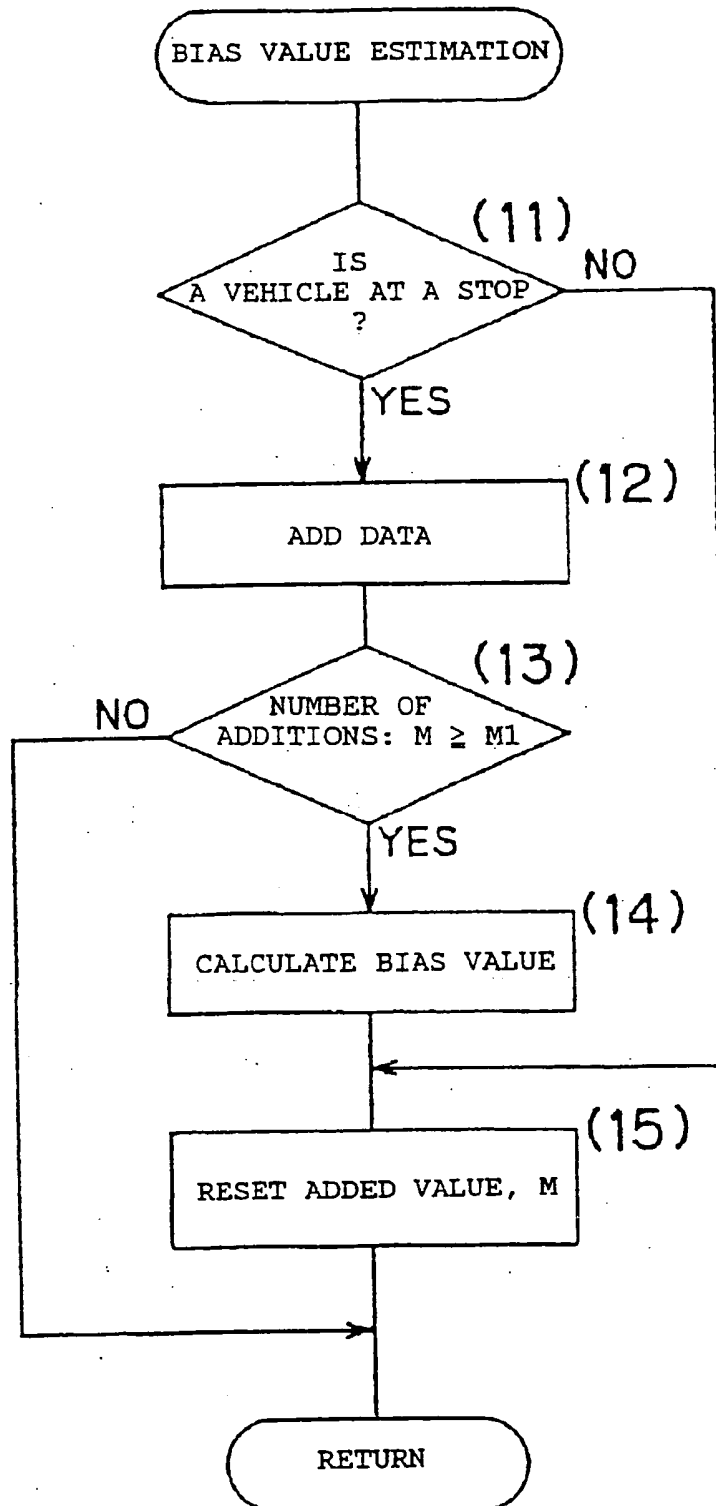 BIAS VALUE ESTIMATION
(11)
IS
A VEHICLE AT A STOP
?
NO
YES
(12)
ADD DATA
(13)
NUMBER OF
ADDITIONS: M ≧ M1
NO
YES
(14)
CALCULATE BIAS VALUE
(15)
RESET ADDED VALUE, M
RETURN